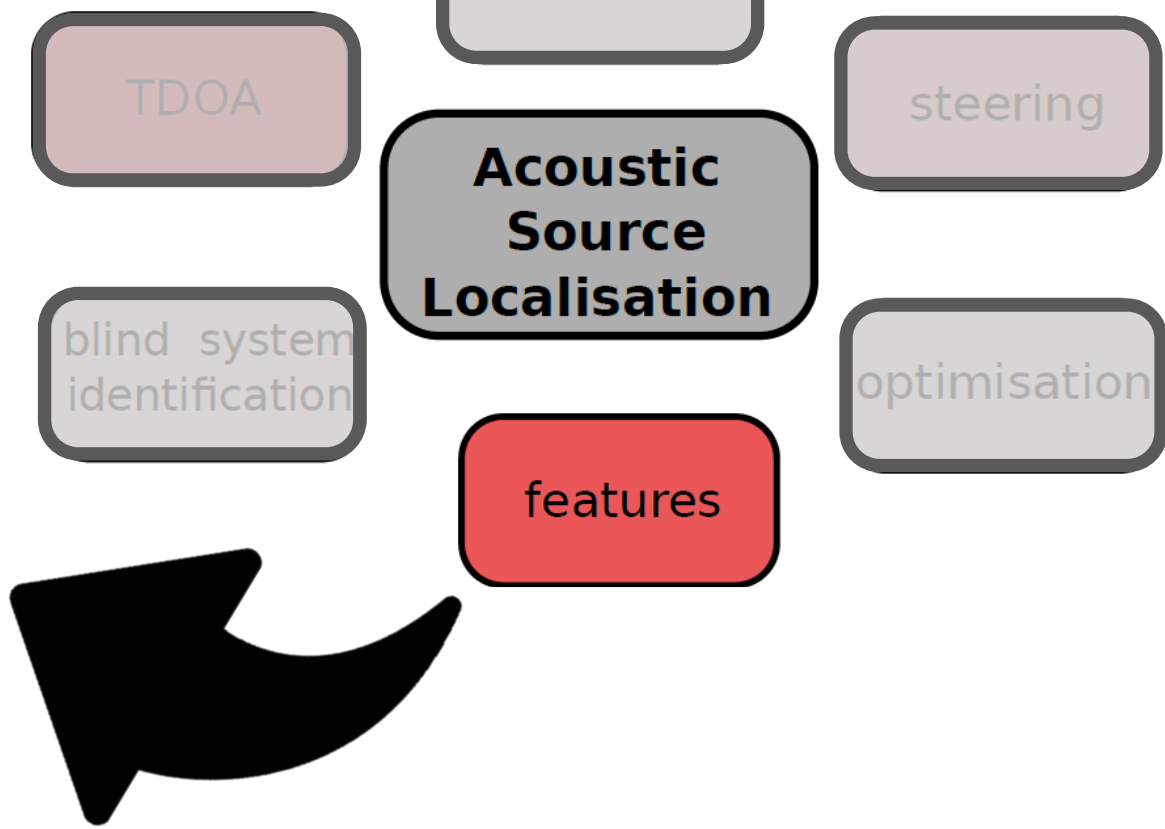 TDOA
steering
Acoustic
Source
Localisation
blind system
identification
optimisation
features